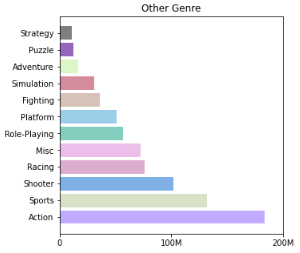 Other Genre
Strategy
Puzzle
Adventure
Simulation
Fighting
Platform
Role-Playing
Misc
Racing
Shooter
Sports
Action
0
100M
200M